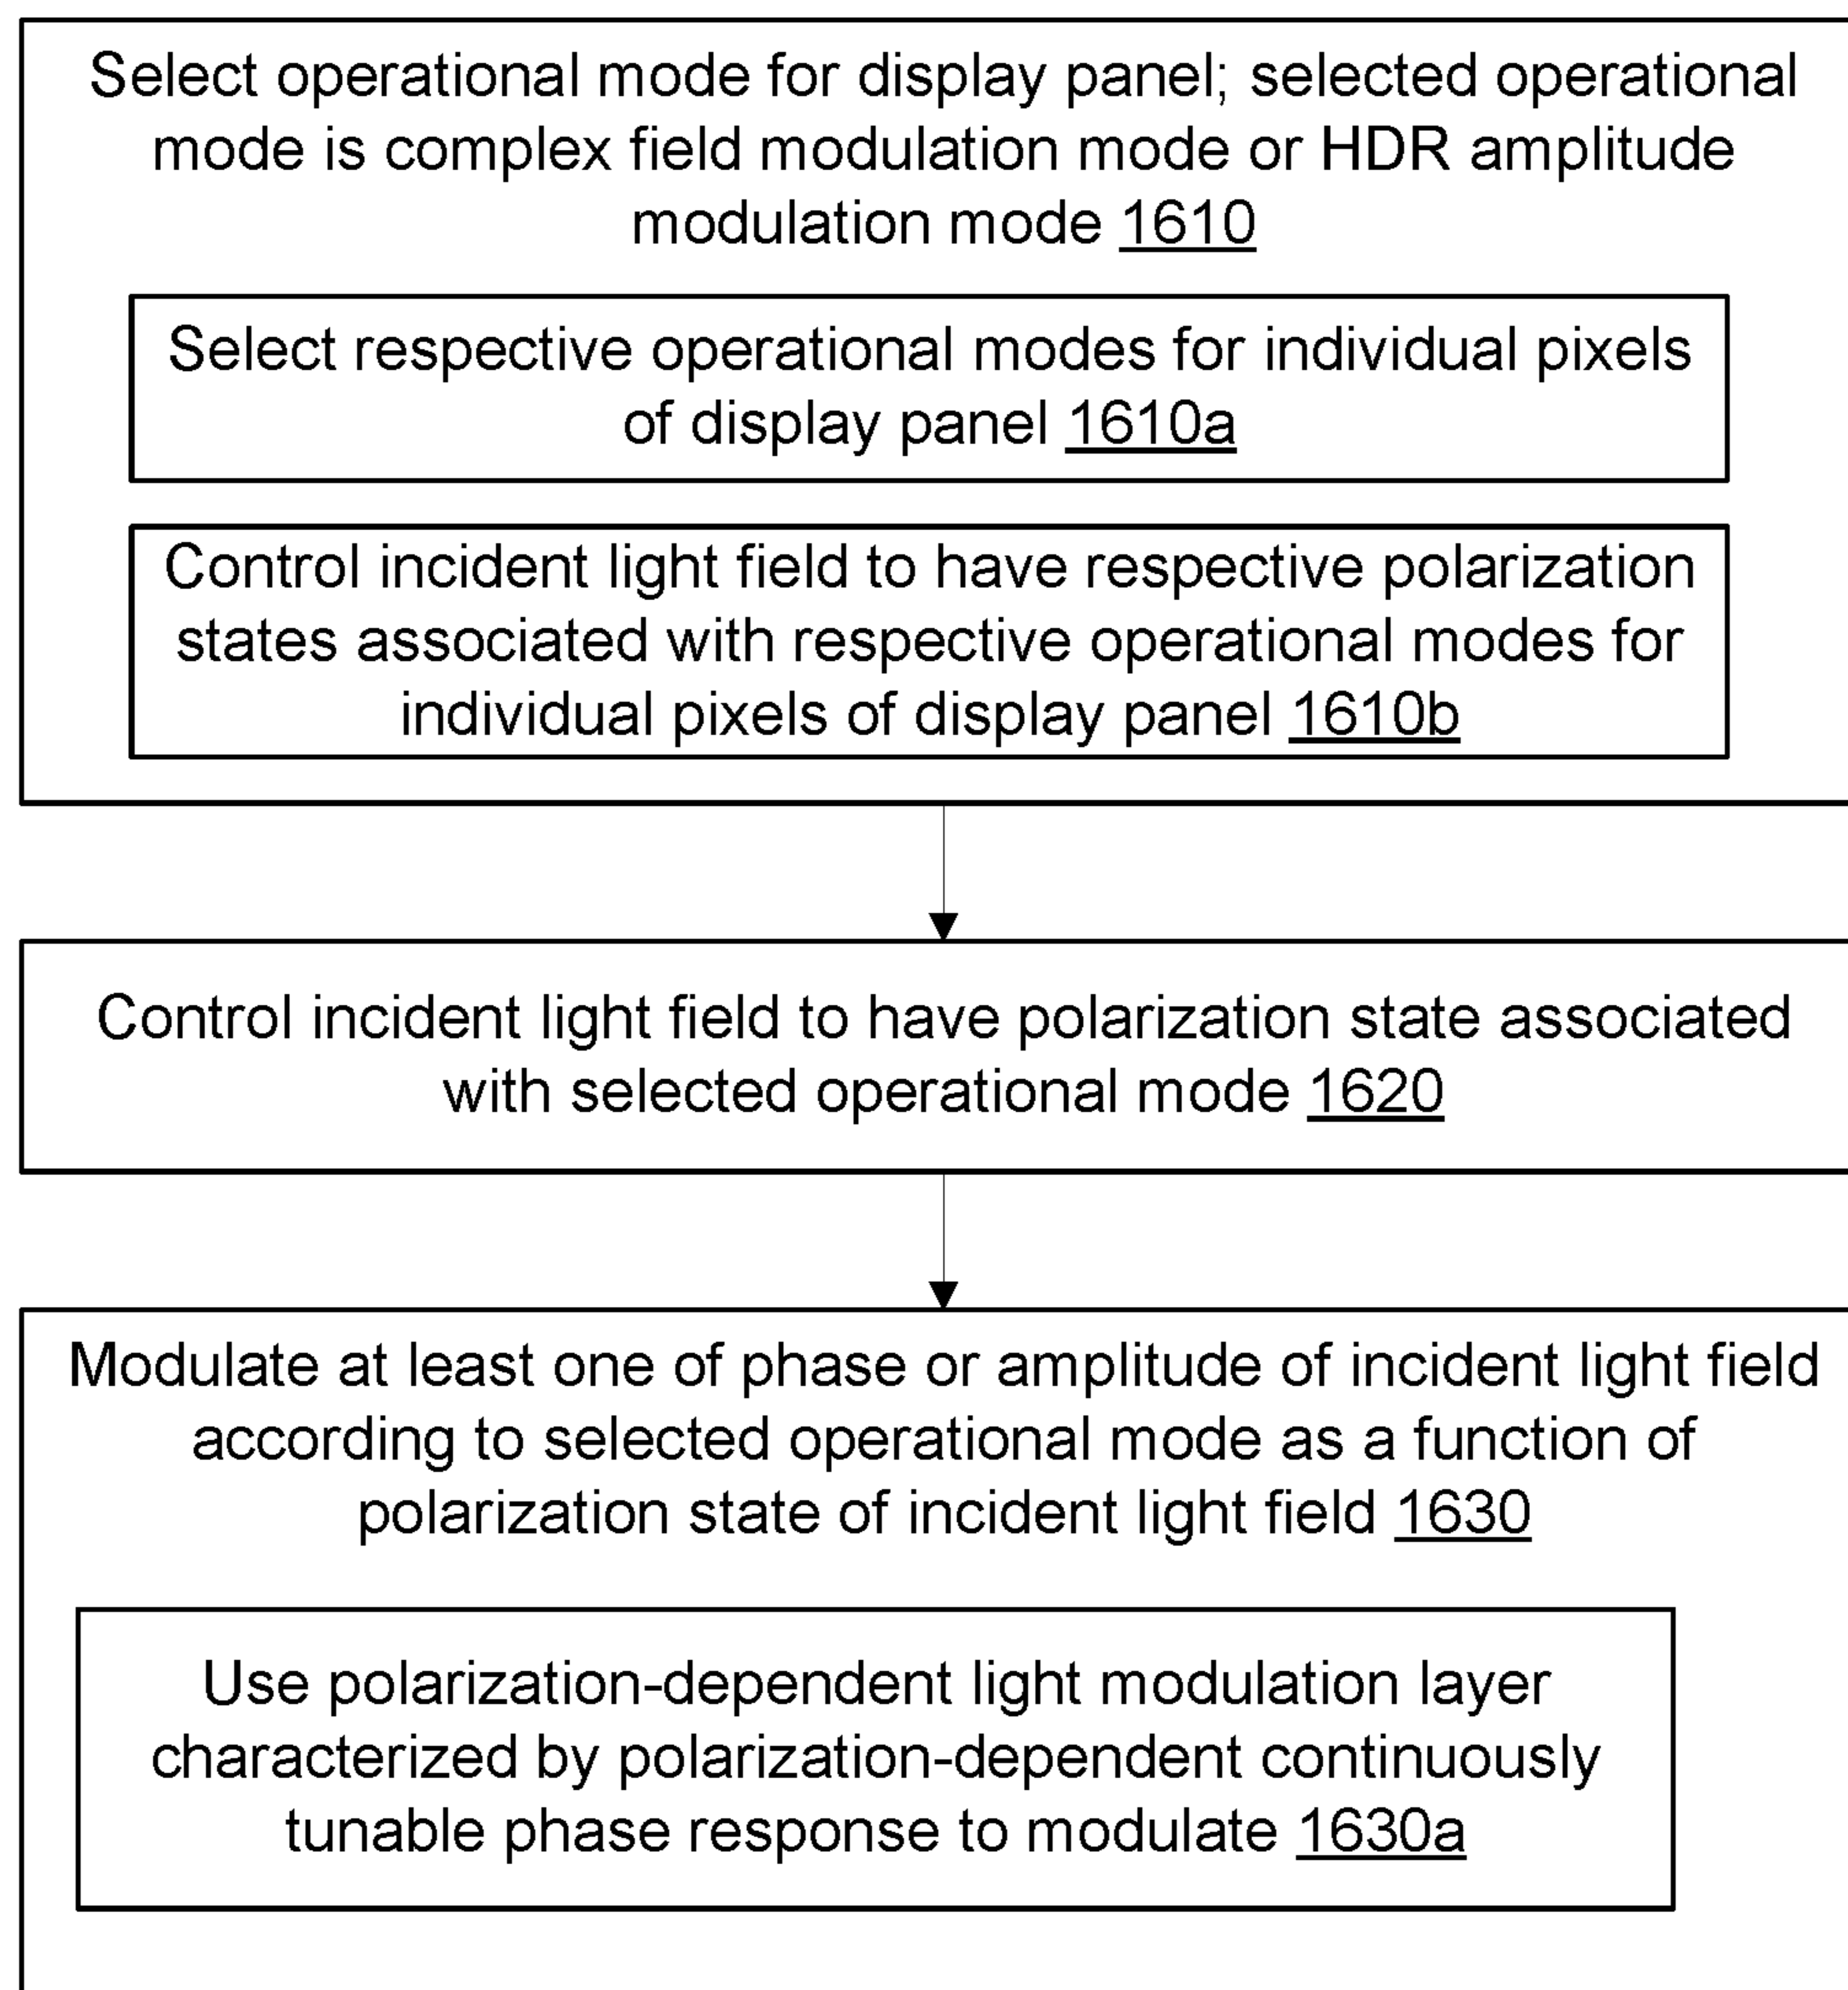 Select operational mode for display panel; selected operational
mode is complex field modulation mode or HDR amplitude
modulation mode 1610
Select respective operational modes for individual pixels
of display panel 1610a
Control incident light field to have respective polarization
states associated with respective operational modes for
individual pixels of display panel 1610b
Control incident light field to have polarization state associated
with selected operational mode 1620
Modulate at least one of phase or amplitude of incident light field
according to selected operational mode as a function of
polarization state of incident light field 1630
Use polarization-dependent light modulation layer
characterized by polarization-dependent continuously
tunable phase response to modulate 1630a